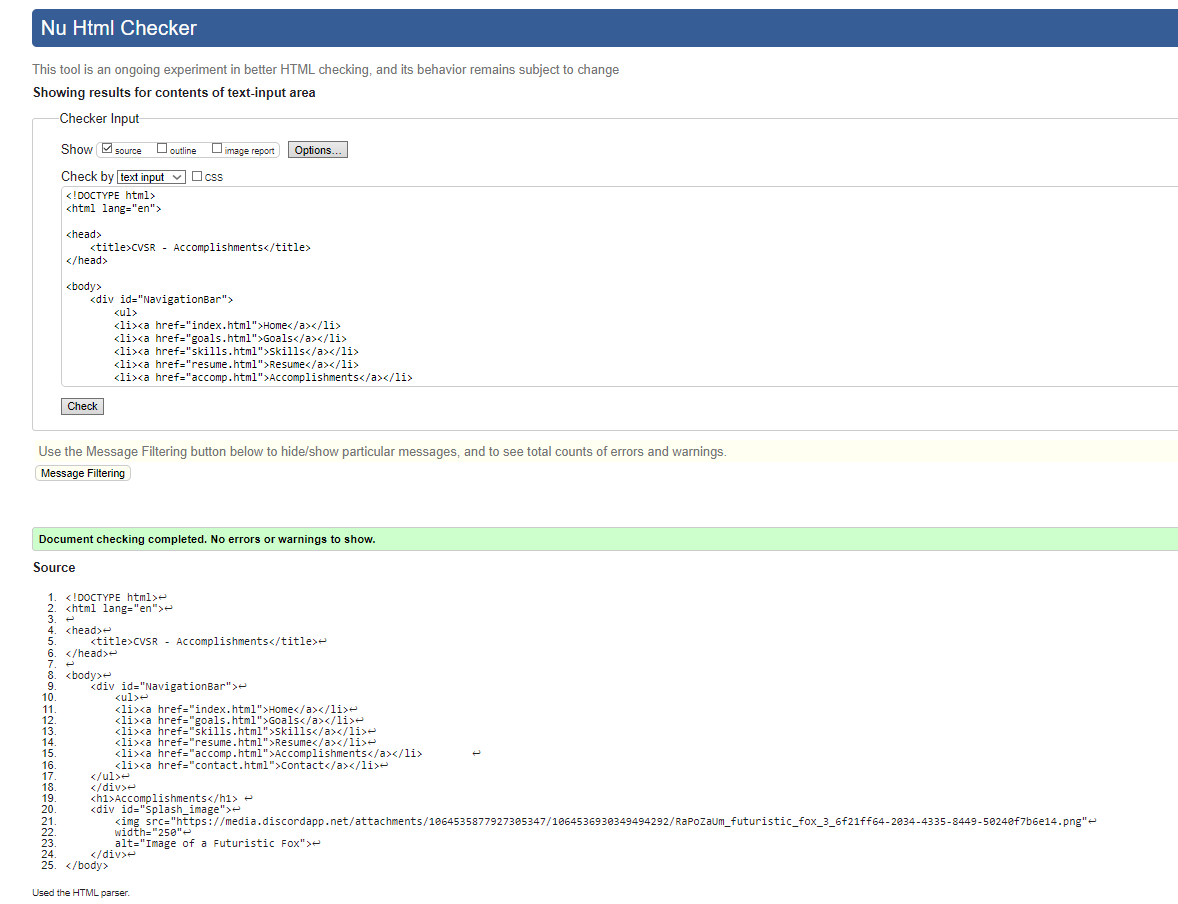 Nu Html Checker
This tool is an ongoing experiment in better HTML checking, and its behavior remains subject to change
Showing results for contents of text-input area
Checker Input
Show source outline image report Options...
Check by text input css
<!DOCTYPE html>
<html lang="en">
<head>
    <title>CVSR - Accomplishments</title>
</head>
<body>
    <div id="NavigationBar">
        <ul>
        <li><a href="index.html">Home</a></li>
        <li><a href="goals.html">Goals</a></li>
        <li><a href="skills.html">Skills</a></li>
        <li><a href="resume.html">Resume</a></li>
        <li><a href="accomp.html">Accomplishments</a></li>
Check
Use the Message Filtering button below to hide/show particular messages, and to see total counts of errors and warnings.
Message Filtering
Document checking completed. No errors or warnings to show.
Source
1. <!DOCTYPE html>↩
2. <html lang="en">↩
3. ↩
4. <head>↩
5.     <title>CVSR - Accomplishments</title>↩
6. </head>↩
7. ↩
8. <body>↩
9.     <div id="NavigationBar">↩
10.         <ul>↩
11.         <li><a href="index.html">Home</a></li>↩
12.         <li><a href="goals.html">Goals</a></li>↩
13.         <li><a href="skills.html">Skills</a></li>↩
14.         <li><a href="resume.html">Resume</a></li>↩
15.         <li><a href="accomp.html">Accomplishments</a></li>        ↩
16.         <li><a href="contact.html">Contact</a></li>↩
17.     </ul>↩
18.     </div>↩
19.     <h1>Accomplishments</h1> ↩
20.     <div id="Splash_image">↩
21.         <img src="https://media.discordapp.net/attachments/1064535877927305347/1064536930349494292/RaPoZaUm_futuristic_fox_3_6f21ff64-2034-4335-8449-50240f7b6e14.png"↩
22.         width="250"↩
23.         alt="Image of a Futuristic Fox">↩
24.     </div>↩
25. </body>
Used the HTML parser.